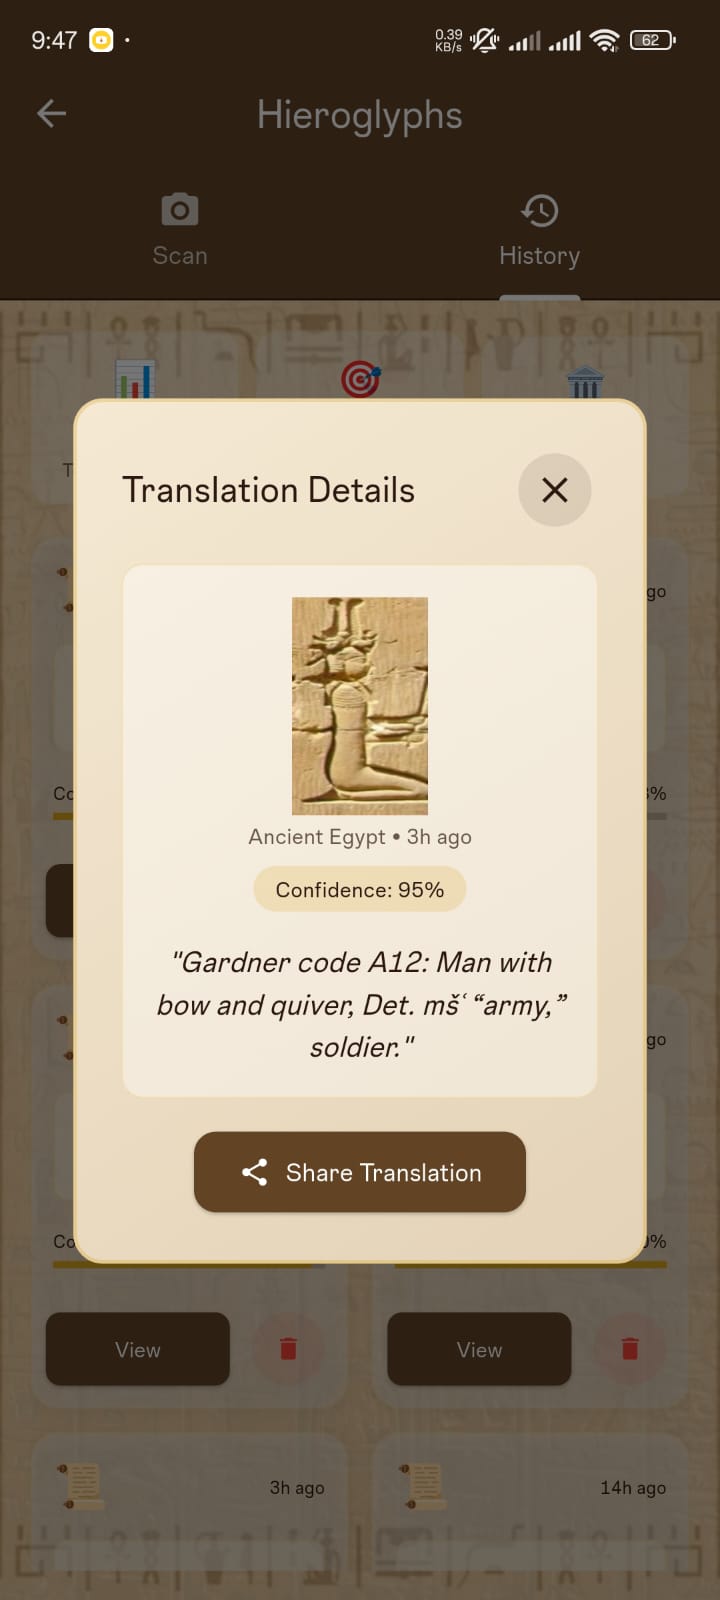 9:47
0.39
KB/s
62
Hieroglyphs
Scan
History
T
Translation Details
go
Ancient Egypt • 3h ago
Co
%
Confidence: 95%
"Gardner code A12: Man with
bow and quiver, Det. mšꜥ “army,”
soldier."
go
Share Translation
Co
%
View
View
3h ago
14h ago